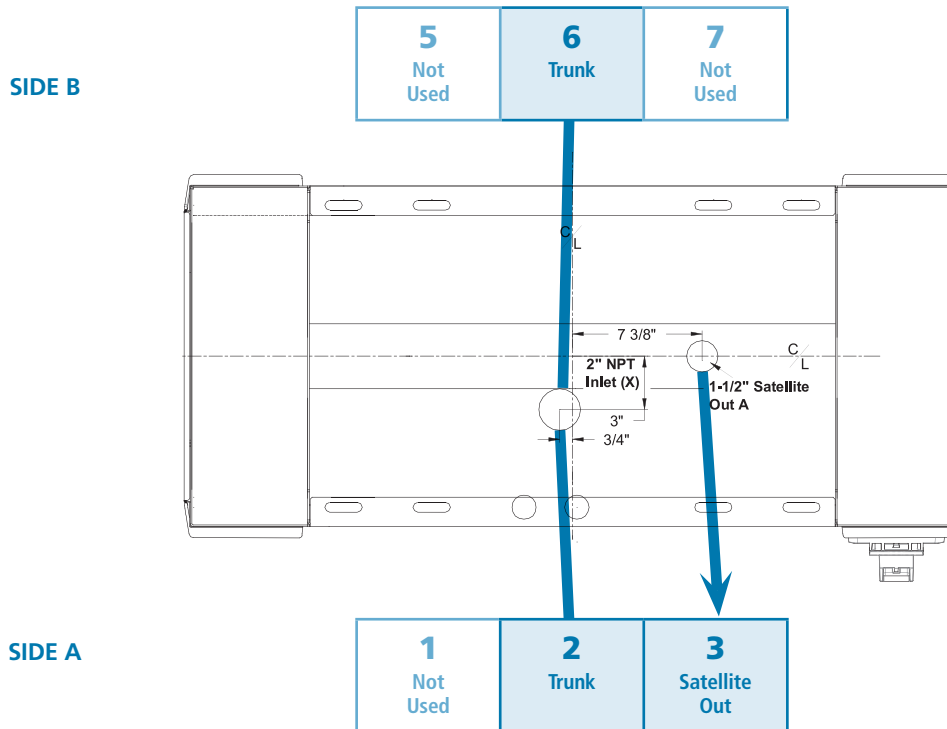 5
Not
Used
6
Trunk
7
Not
Used
SIDE B
C
L
7 3/8"
C
L
2" NPT
Inlet (X)
1-1/2" Satellite
Out A
3"
3/4"
SIDE A
1
Not
Used
2
Trunk
3
Satellite
Out